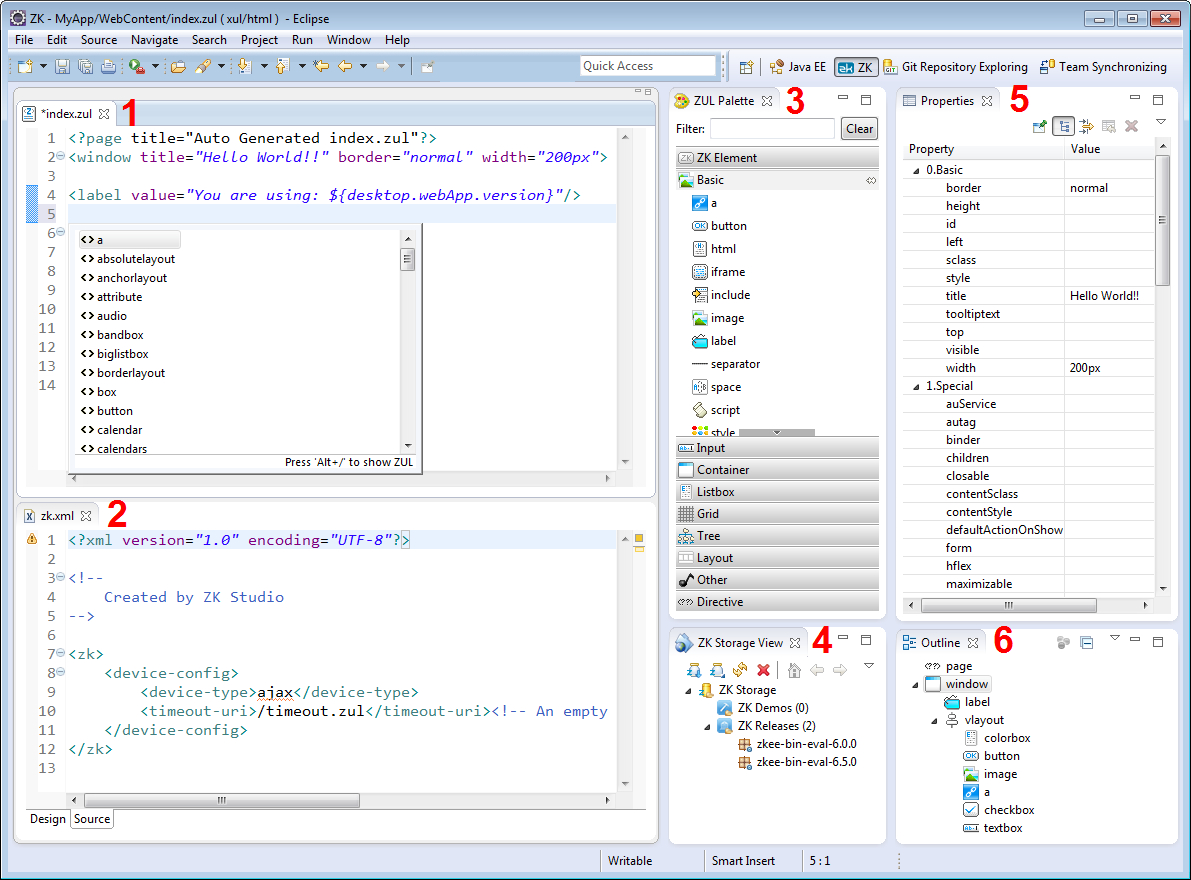 ZK - MyApp/WebContent/index.zul ( xul/html )  - Eclipse
File Edit Source Navigate Search Project Run Window Help
Quick Access
Java EE
ZK
GIT Git Repository Exploring
Team Synchronizing
*index.zul
1
1 <?page title="Auto Generated index.zul"?>
2 <window title="Hello World!!" border="normal" width="200px">
3
4 <label value="You are using: ${desktop.webApp.version}"/>
5
6
7
8
9
10
11
12
13
14
<> a
<> absolutelayout
<> anchorlayout
<> attribute
<> audio
<> bandbox
<> biglistbox
<> borderlayout
<> box
<> button
<> calendar
<> calendars
Press 'Alt+/' to show ZUL
zk.xml
2
1 <?xml version="1.0" encoding="UTF-8"?>
2
3 <!--
4     Created by ZK Studio
5 -->
6
7 <zk>
8     <device-config>
9         <device-type>ajax</device-type>
10         <timeout-uri>/timeout.zul</timeout-uri><!-- An empty
11     </device-config>
12 </zk>
13
Design Source
ZUL Palette
3
Filter: Clear
ZK Element
Basic
a
OK button
html
iframe
include
image
label
separator
space
script
style
Input
Container
Listbox
Grid
Tree
Layout
Other
Directive
ZK Storage View
4
ZK Storage
ZK Demos (0)
ZK Releases (2)
zkee-bin-eval-6.0.0
zkee-bin-eval-6.5.0
Properties
5
Property Value
0.Basic
border normal
height
id
left
sclass
style
title Hello World!!
tooltiptext
top
visible
width 200px
1.Special
auService
autag
binder
children
closable
contentSclass
contentStyle
defaultActionOnShow
form
hflex
maximizable
Outline
6
<?> page
window
label
vlayout
colorbox
OK button
image
a
checkbox
textbox
Writable Smart Insert 5 : 1